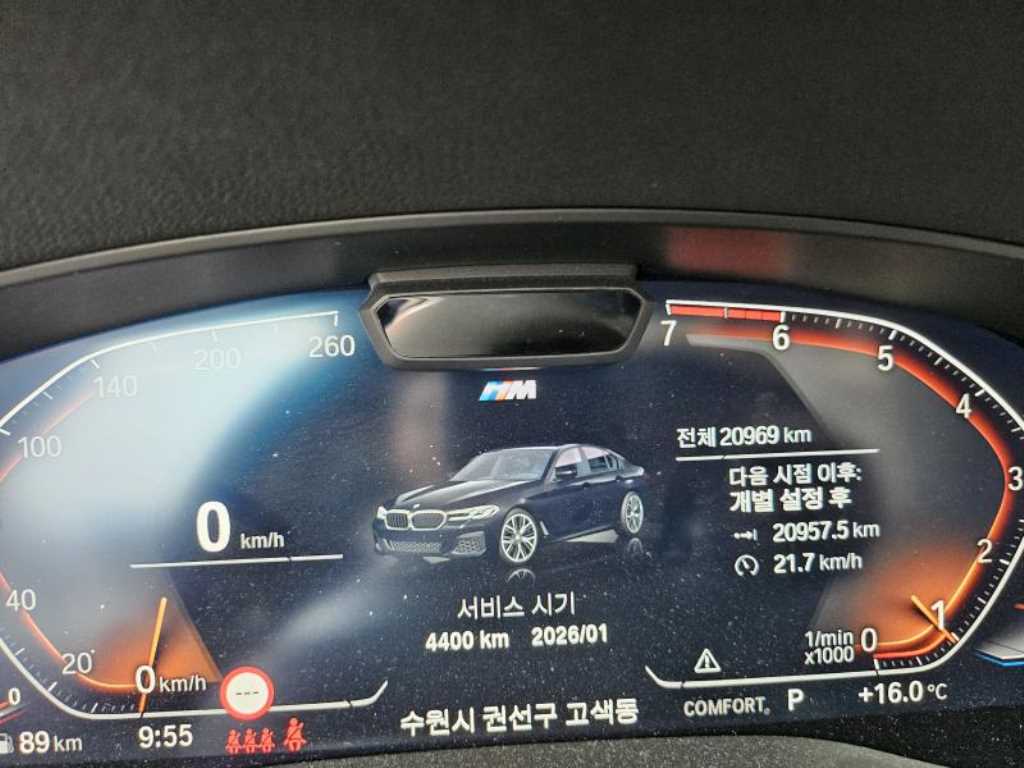 260
200
140
100
40
20
0 km/h
0 km/h
7
6
5
4
3
2
1
0
1/min
x1000
M
전체 20969 km
다음 시점 이후:
개별 설정 후
20957.5 km
21.7 km/h
서비스 시기
4400 km 2026/01
---
0
89 km
9:55
수원시 권선구 고색동
COMFORT. P +16.0 °C